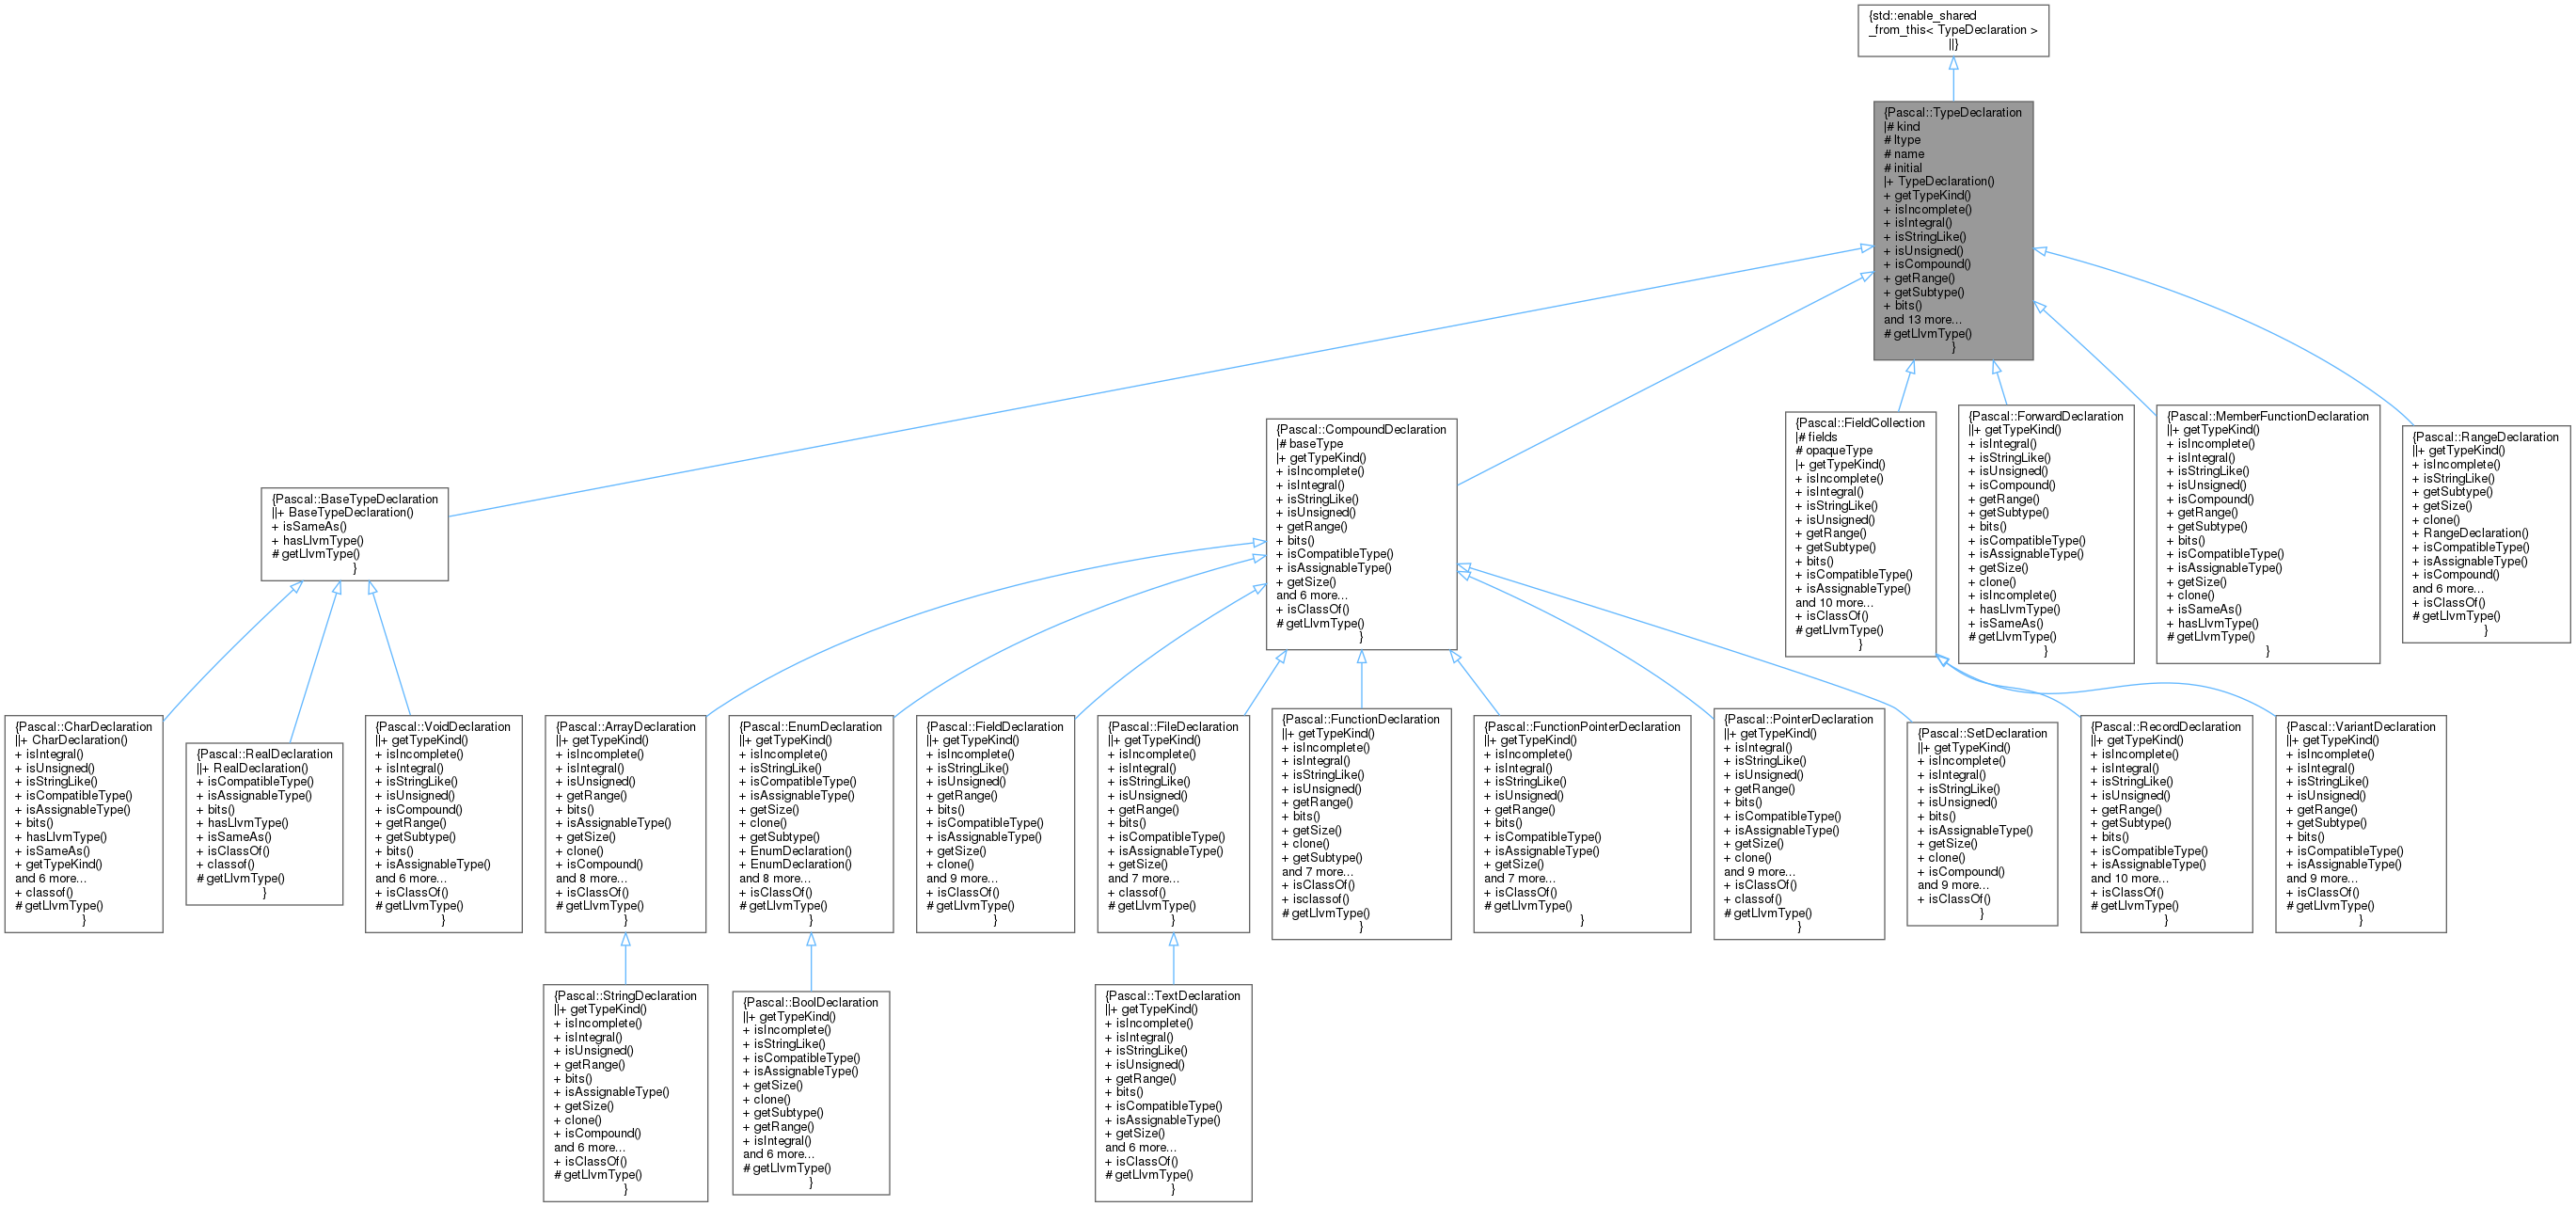 {std::enable_shared
_from_this< TypeDeclaration >
||}
{Pascal::TypeDeclaration
|# kind
# ltype
# name
# initial
|+ TypeDeclaration()
+ getTypeKind()
+ isIncomplete()
+ isIntegral()
+ isStringLike()
+ isUnsigned()
+ isCompound()
+ getRange()
+ getSubtype()
+ bits()
and 13 more...
# getLlvmType()
}
{Pascal::BaseTypeDeclaration
||+ BaseTypeDeclaration()
+ isSameAs()
+ hasLlvmType()
# getLlvmType()
}
{Pascal::CompoundDeclaration
|# baseType
|+ getTypeKind()
+ isIncomplete()
+ isIntegral()
+ isStringLike()
+ isUnsigned()
+ getRange()
+ bits()
+ isCompatibleType()
+ isAssignableType()
+ getSize()
and 6 more...
+ isClassOf()
# getLlvmType()
}
{Pascal::FieldCollection
|# fields
# opaqueType
|+ getTypeKind()
+ isIncomplete()
+ isIntegral()
+ isStringLike()
+ isUnsigned()
+ getRange()
+ getSubtype()
+ bits()
+ isCompatibleType()
+ isAssignableType()
and 10 more...
+ isClassOf()
# getLlvmType()
}
{Pascal::ForwardDeclaration
||+ getTypeKind()
+ isIntegral()
+ isStringLike()
+ isUnsigned()
+ isCompound()
+ getRange()
+ getSubtype()
+ bits()
+ isCompatibleType()
+ isAssignableType()
+ getSize()
+ clone()
+ isIncomplete()
+ hasLlvmType()
+ isSameAs()
# getLlvmType()
}
{Pascal::MemberFunctionDeclaration
||+ getTypeKind()
+ isIncomplete()
+ isIntegral()
+ isStringLike()
+ isUnsigned()
+ isCompound()
+ getRange()
+ getSubtype()
+ bits()
+ isCompatibleType()
+ isAssignableType()
+ getSize()
+ clone()
+ isSameAs()
+ hasLlvmType()
# getLlvmType()
}
{Pascal::RangeDeclaration
||+ getTypeKind()
+ isIncomplete()
+ isStringLike()
+ getSubtype()
+ getSize()
+ clone()
+ RangeDeclaration()
+ isCompatibleType()
+ isAssignableType()
+ isCompound()
and 6 more...
+ isClassOf()
# getLlvmType()
}
{Pascal::CharDeclaration
||+ CharDeclaration()
+ isIntegral()
+ isUnsigned()
+ isStringLike()
+ isCompatibleType()
+ isAssignableType()
+ bits()
+ hasLlvmType()
+ isSameAs()
+ getTypeKind()
and 6 more...
+ classof()
# getLlvmType()
}
{Pascal::RealDeclaration
||+ RealDeclaration()
+ isCompatibleType()
+ isAssignableType()
+ bits()
+ hasLlvmType()
+ isSameAs()
+ isClassOf()
+ classof()
# getLlvmType()
}
{Pascal::VoidDeclaration
||+ getTypeKind()
+ isIncomplete()
+ isIntegral()
+ isStringLike()
+ isUnsigned()
+ isCompound()
+ getRange()
+ getSubtype()
+ bits()
+ isAssignableType()
and 6 more...
+ isClassOf()
# getLlvmType()
}
{Pascal::ArrayDeclaration
||+ getTypeKind()
+ isIncomplete()
+ isIntegral()
+ isUnsigned()
+ getRange()
+ bits()
+ isAssignableType()
+ getSize()
+ clone()
+ isCompound()
and 8 more...
+ isClassOf()
# getLlvmType()
}
{Pascal::EnumDeclaration
||+ getTypeKind()
+ isIncomplete()
+ isStringLike()
+ isCompatibleType()
+ isAssignableType()
+ getSize()
+ clone()
+ getSubtype()
+ EnumDeclaration()
+ EnumDeclaration()
and 8 more...
+ isClassOf()
# getLlvmType()
}
{Pascal::FieldDeclaration
||+ getTypeKind()
+ isIncomplete()
+ isStringLike()
+ isUnsigned()
+ getRange()
+ bits()
+ isCompatibleType()
+ isAssignableType()
+ getSize()
+ clone()
and 9 more...
+ isClassOf()
# getLlvmType()
}
{Pascal::FileDeclaration
||+ getTypeKind()
+ isIncomplete()
+ isIntegral()
+ isStringLike()
+ isUnsigned()
+ getRange()
+ bits()
+ isCompatibleType()
+ isAssignableType()
+ getSize()
and 7 more...
+ classof()
# getLlvmType()
}
{Pascal::FunctionDeclaration
||+ getTypeKind()
+ isIncomplete()
+ isIntegral()
+ isStringLike()
+ isUnsigned()
+ getRange()
+ bits()
+ getSize()
+ clone()
+ getSubtype()
and 7 more...
+ isClassOf()
+ isclassof()
# getLlvmType()
}
{Pascal::FunctionPointerDeclaration
||+ getTypeKind()
+ isIncomplete()
+ isIntegral()
+ isStringLike()
+ isUnsigned()
+ getRange()
+ bits()
+ isCompatibleType()
+ isAssignableType()
+ getSize()
and 7 more...
+ isClassOf()
# getLlvmType()
}
{Pascal::PointerDeclaration
||+ getTypeKind()
+ isIntegral()
+ isStringLike()
+ isUnsigned()
+ getRange()
+ bits()
+ isCompatibleType()
+ isAssignableType()
+ getSize()
+ clone()
and 9 more...
+ isClassOf()
+ classof()
# getLlvmType()
}
{Pascal::SetDeclaration
||+ getTypeKind()
+ isIncomplete()
+ isIntegral()
+ isStringLike()
+ isUnsigned()
+ bits()
+ isAssignableType()
+ getSize()
+ clone()
+ isCompound()
and 9 more...
+ isClassOf()
}
{Pascal::RecordDeclaration
||+ getTypeKind()
+ isIncomplete()
+ isIntegral()
+ isStringLike()
+ isUnsigned()
+ getRange()
+ getSubtype()
+ bits()
+ isCompatibleType()
+ isAssignableType()
and 10 more...
+ isClassOf()
# getLlvmType()
}
{Pascal::VariantDeclaration
||+ getTypeKind()
+ isIncomplete()
+ isIntegral()
+ isStringLike()
+ isUnsigned()
+ getRange()
+ getSubtype()
+ bits()
+ isCompatibleType()
+ isAssignableType()
and 9 more...
+ isClassOf()
# getLlvmType()
}
{Pascal::StringDeclaration
||+ getTypeKind()
+ isIncomplete()
+ isIntegral()
+ isUnsigned()
+ getRange()
+ bits()
+ isAssignableType()
+ getSize()
+ clone()
+ isCompound()
and 6 more...
+ isClassOf()
# getLlvmType()
}
{Pascal::BoolDeclaration
||+ getTypeKind()
+ isIncomplete()
+ isStringLike()
+ isCompatibleType()
+ isAssignableType()
+ getSize()
+ clone()
+ getSubtype()
+ getRange()
+ isIntegral()
and 6 more...
# getLlvmType()
}
{Pascal::TextDeclaration
||+ getTypeKind()
+ isIncomplete()
+ isIntegral()
+ isStringLike()
+ isUnsigned()
+ getRange()
+ bits()
+ isCompatibleType()
+ isAssignableType()
+ getSize()
and 6 more...
+ isClassOf()
# getLlvmType()
}